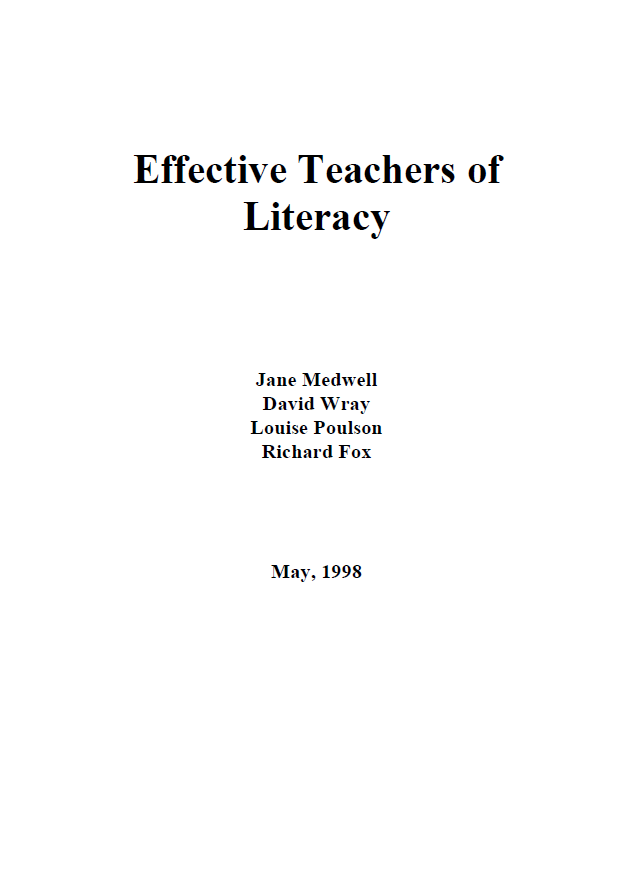 Effective Teachers of
Literacy
Jane Medwell
David Wray
Louise Poulson
Richard Fox
May, 1998